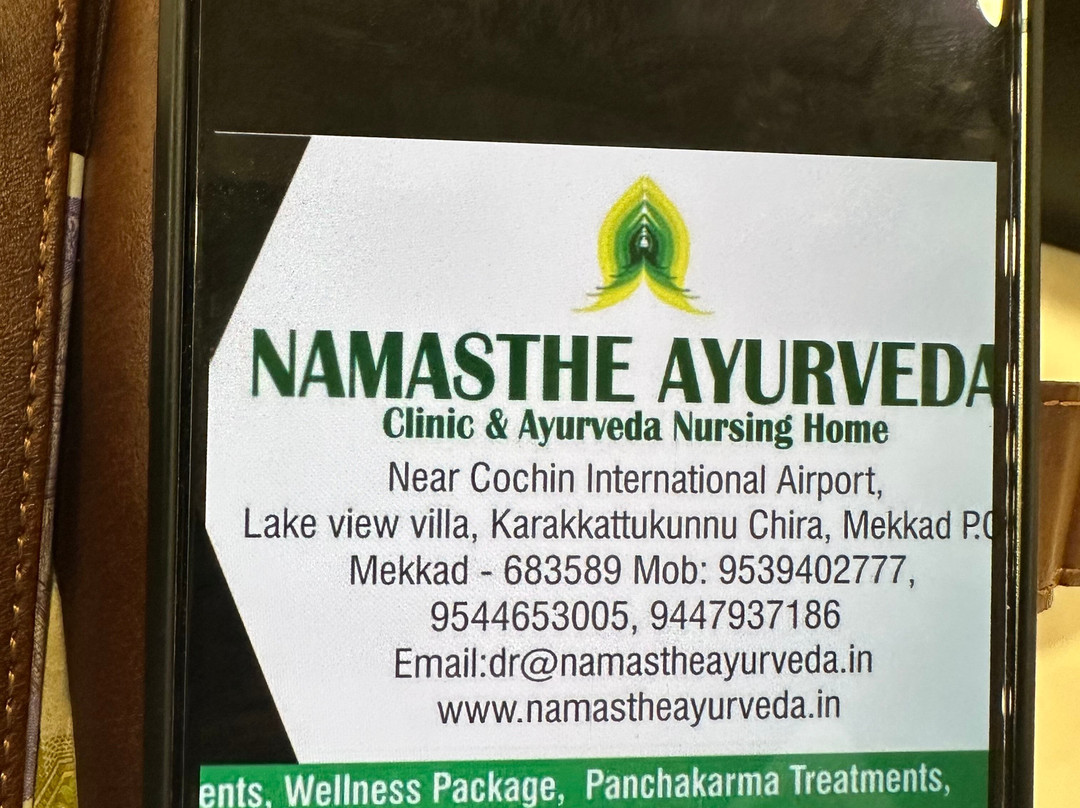 NAMASTHE AYURVEDA
Clinic & Ayurveda Nursing Home
Near Cochin International Airport,
Lake view villa, Karakkattukunnu Chira, Mekkad P.O
Mekkad - 683589 Mob: 9539402777,
9544653005, 9447937186
Email:dr@namastheayurveda.in
www.namastheayurveda.in
ents, Wellness Package, Panchakarma Treatments,